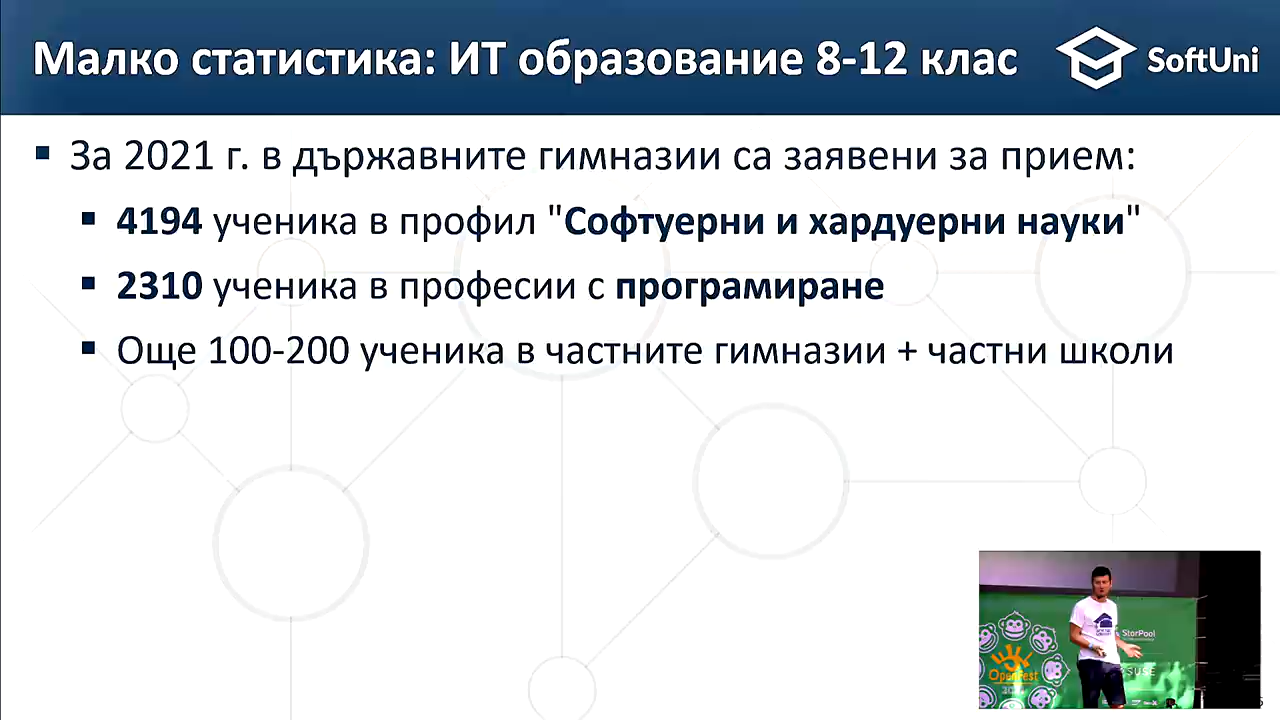 Малко статистика: ИТ образование 8-12 клас
SoftUni
За 2021 г. в държавните гимназии са заявени за прием:
4194 ученика в профил "Софтуерни и хардуерни науки"
2310 ученика в професии с програмиране
Още 100-200 ученика в частните гимназии + частни школи
StorPool
SUSE
OpenFest